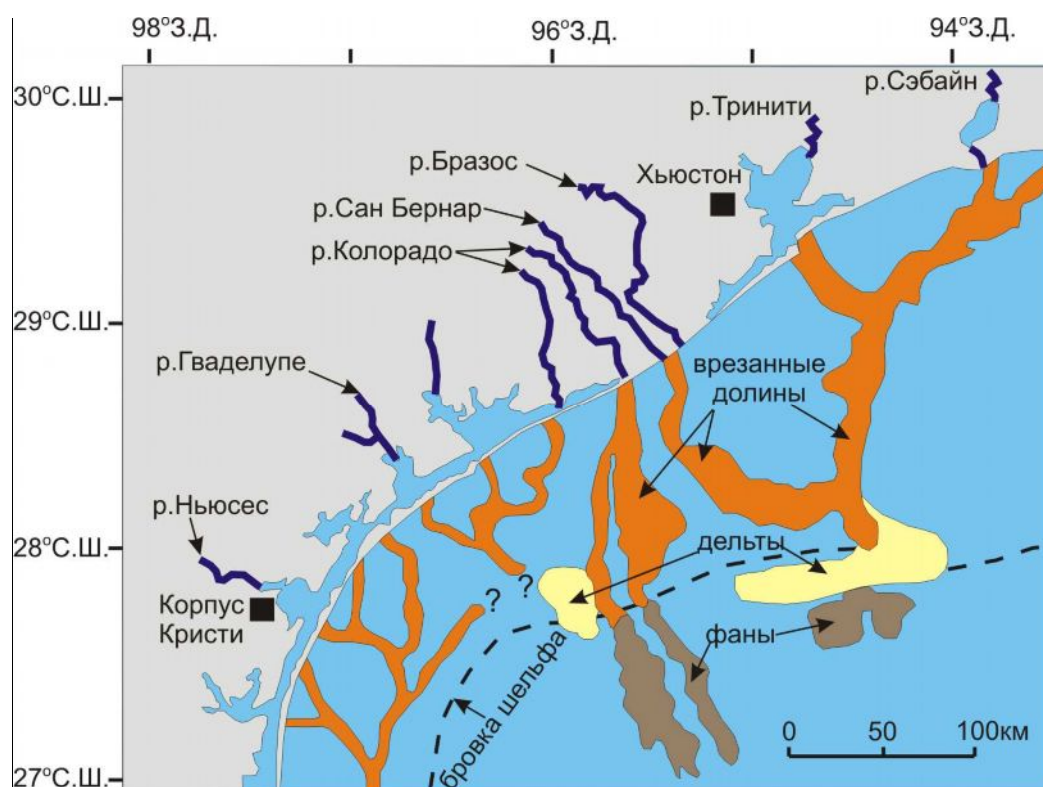 98°З.Д.
96°З.Д.
94°З.Д.
30°С.Ш.
р.Сэбайн
р.Тринити
р.Бразос
Хьюстон
р.Сан Бернар
р.Колорадо
29°С.Ш.
р.Гваделупе
врезанные
долины
р.Ньюсес
28°С.Ш.
дельты
? ?
Корпус
Кристи
фаны
бровка шельфа
0 50 100км
27°С.Ш.